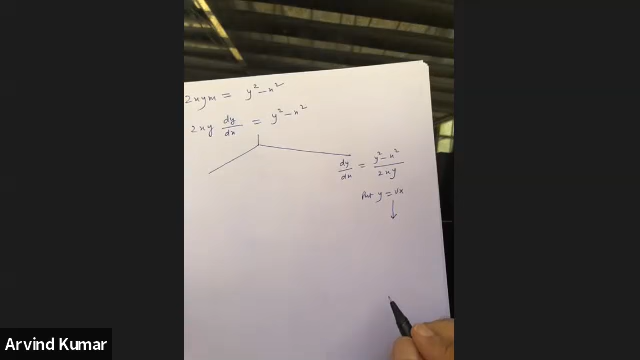 2xym = y² - x²
2xy dy/dx = y² - x²
dy/dx = y² - x² / 2xy
Put y = vx
Arvind Kumar